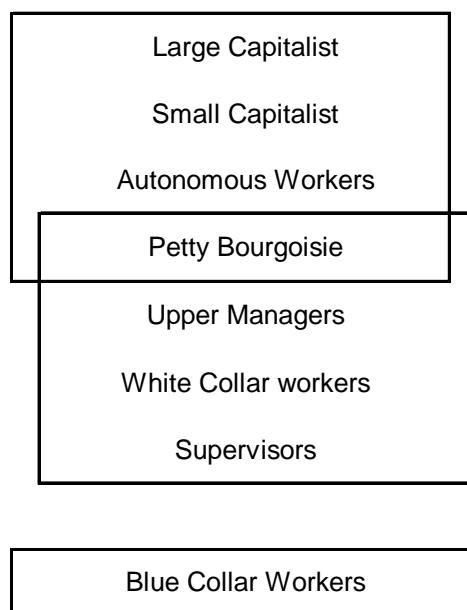 Large Capitalist
Small Capitalist
Autonomous Workers
Petty Bourgoisie
Upper Managers
White Collar workers
Supervisors
Blue Collar Workers